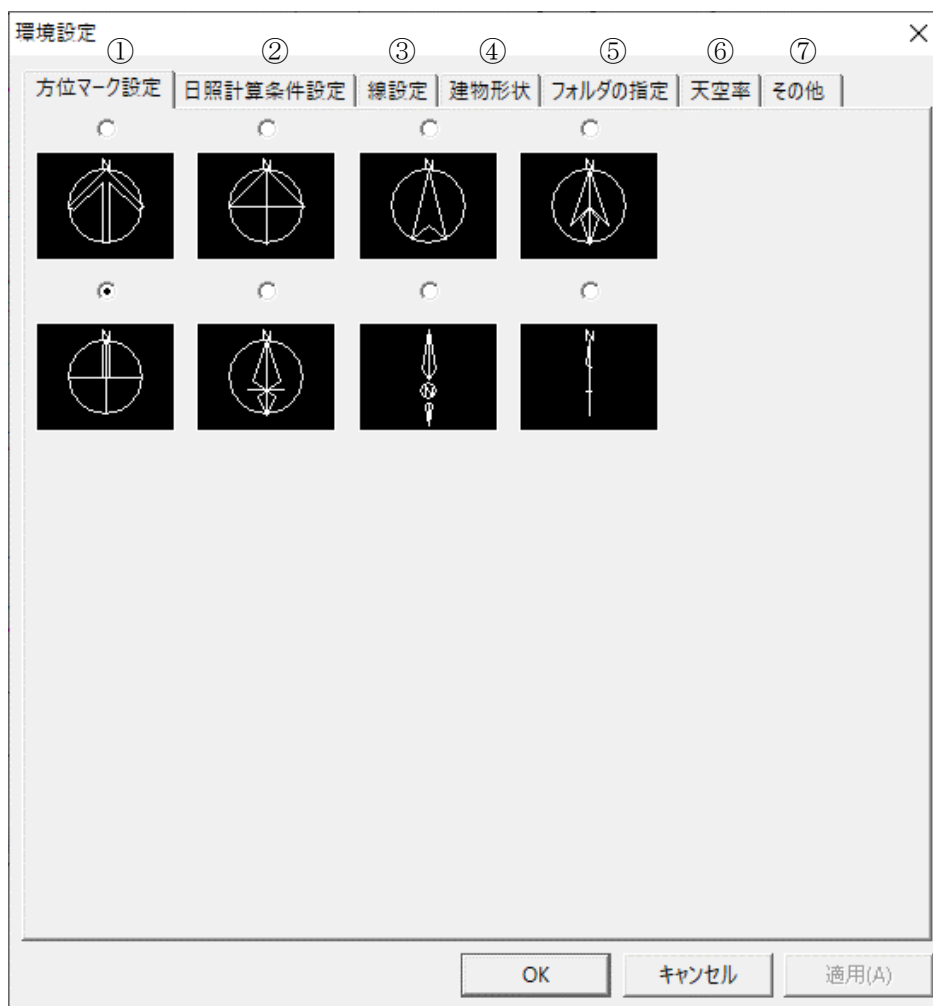 環境設定
① ② ③ ④ ⑤ ⑥ ⑦
方位マーク設定 日照計算条件設定 線設定 建物形状 フォルダの指定 天空率 その他
N N N N
N N N N
OK キャンセル 適用(A)